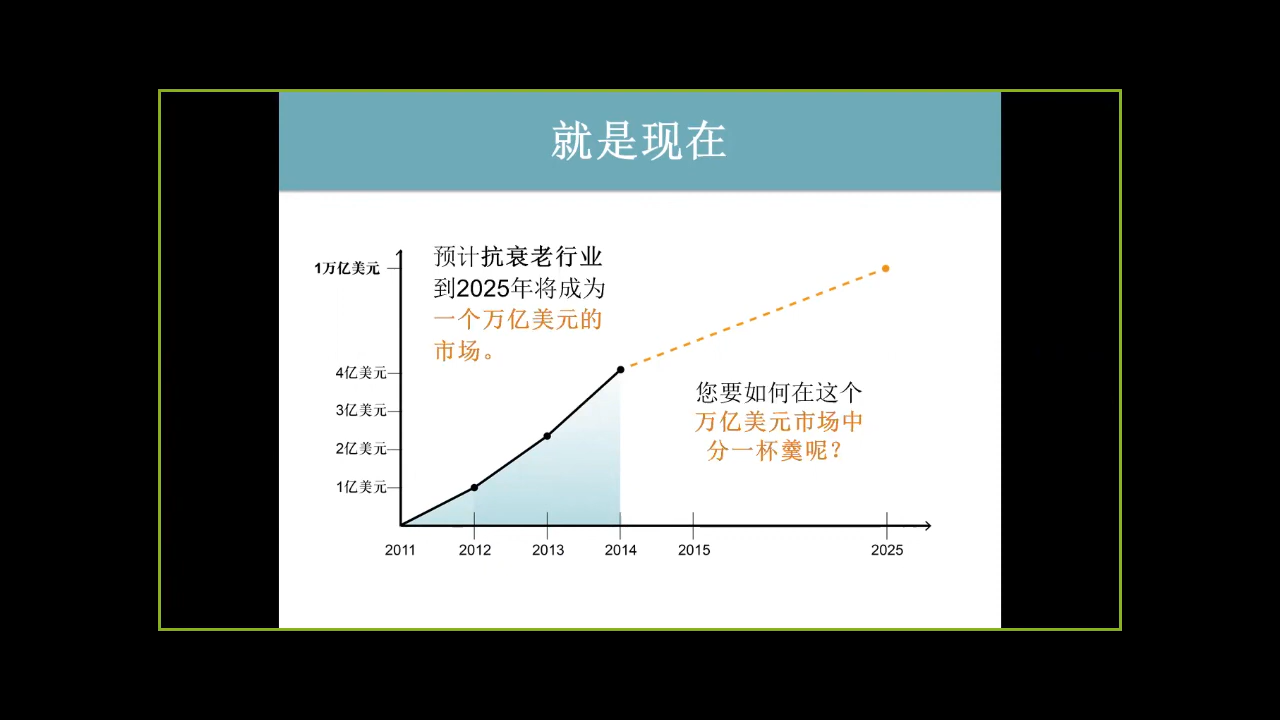 就是现在
预计抗衰老行业
到2025年将成为
一个万亿美元的
市场。
1万亿美元
4亿美元
3亿美元
2亿美元
1亿美元
您要如何在这个
万亿美元市场中
分一杯羹呢？
2011 2012 2013 2014 2015 2025